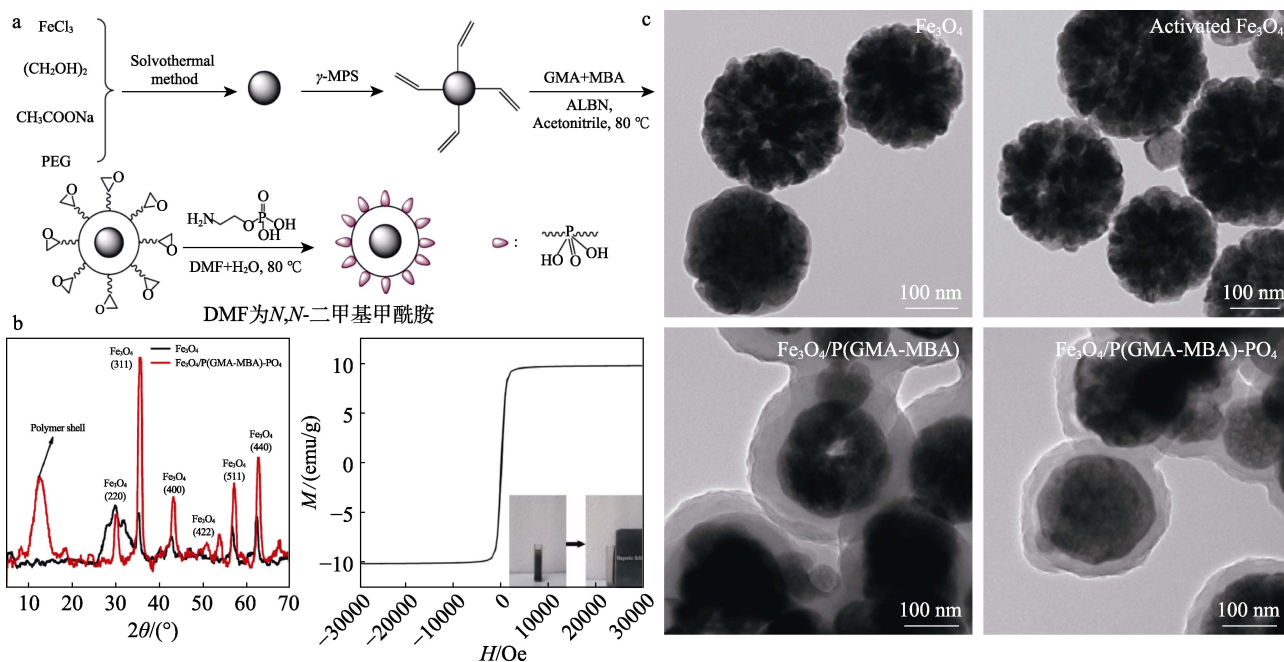 a
FeCl₃
(CH₂OH)₂
CH₃COONa
PEG
Solvothermal
method
γ-MPS
GMA+MBA
ALBN,
Acetonitrile, 80 ℃
O
O
O
O
O
O
O
O
H₂N
O
O
P
OH
OH
DMF+H₂O, 80 ℃
:
P
HO
O
OH
DMF为N,N-二甲基甲酰胺
b
Fe₃O₄
Fe₃O₄/P(GMA-MBA)-PO₄
Polymer shell
Fe₃O₄
(220)
Fe₃O₄
(311)
Fe₃O₄
(400)
Fe₃O₄
(422)
Fe₃O₄
(511)
Fe₃O₄
(440)
10
20
30
40
50
60
70
2θ/(°)
M/(emu/g)
10
5
0
−5
−10
Magnetic field
−30000
−20000
−10000
0
10000
20000
30000
H/Oe
c
Fe₃O₄
100 nm
Activated Fe₃O₄
100 nm
Fe₃O₄/P(GMA-MBA)
100 nm
Fe₃O₄/P(GMA-MBA)-PO₄
100 nm